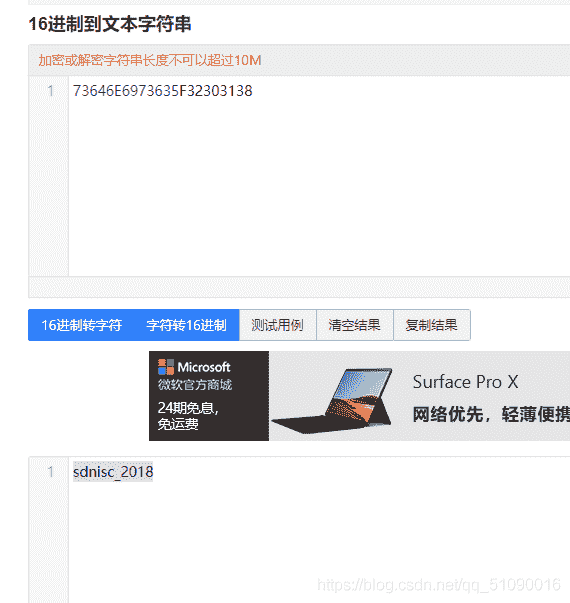 16进制到文本字符串
加密或解密字符串长度不可以超过10M
1 73646E6973635F32303138
16进制转字符 字符转16进制 测试用例 清空结果 复制结果
Microsoft
微软官方商城
24期免息，
免运费
Surface Pro X
网络优先，轻薄便携
1 sdnisc_2018
https://blog.csdn.net/qq_51090016